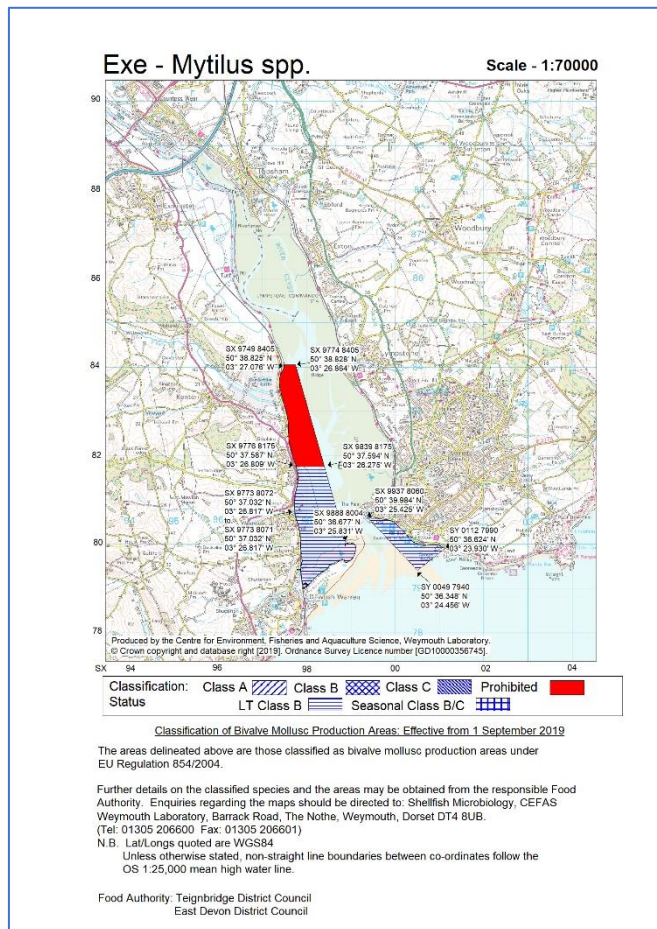 Exe - Mytilus spp.
Scale - 1:70000
90
88
86
84
82
80
78
SX 9749 8405
50° 38.825' N
03° 27.076' W
SX 9774 8405
50° 38.828' N
03° 26.864' W
SX 9776 8175
50° 37.587' N
03° 26.809' W
SX 9839 8175
50° 37.594' N
03° 26.275' W
SX 9773 8072
50° 37.032' N
03° 26.817' W
to
SX 9773 8071
50° 37.032' N
03° 26.817' W
SX 9888 8004
50° 36.677' N
03° 25.831' W
SX 9937 8060
50° 39.984' N
03° 25.425' W
SY 0112 7990
50° 36.624' N
03° 23.930' W
SY 0049 7940
50° 36.348' N
03° 24.456' W
Topsham
Exminster
Ebford
Exton
Woodbury
Dawlish Warren
Produced by the Centre for Environment, Fisheries and Aquaculture Science, Weymouth Laboratory.
© Crown copyright and database right [2019]. Ordnance Survey Licence number [GD10000356745].
SX 94 96 98 00 02 04
Classification: Class A Class B Class C Prohibited
Status LT Class B Seasonal Class B/C
Classification of Bivalve Mollusc Production Areas: Effective from 1 September 2019
The areas delineated above are those classified as bivalve mollusc production areas under
EU Regulation 854/2004.
Further details on the classified species and the areas may be obtained from the responsible Food
Authority. Enquiries regarding the maps should be directed to: Shellfish Microbiology, CEFAS
Weymouth Laboratory, Barrack Road, The Nothe, Weymouth, Dorset DT4 8UB.
(Tel: 01305 206600 Fax: 01305 206601)
N.B. Lat/Longs quoted are WGS84
Unless otherwise stated, non-straight line boundaries between co-ordinates follow the
OS 1:25,000 mean high water line.
Food Authority: Teignbridge District Council
East Devon District Council